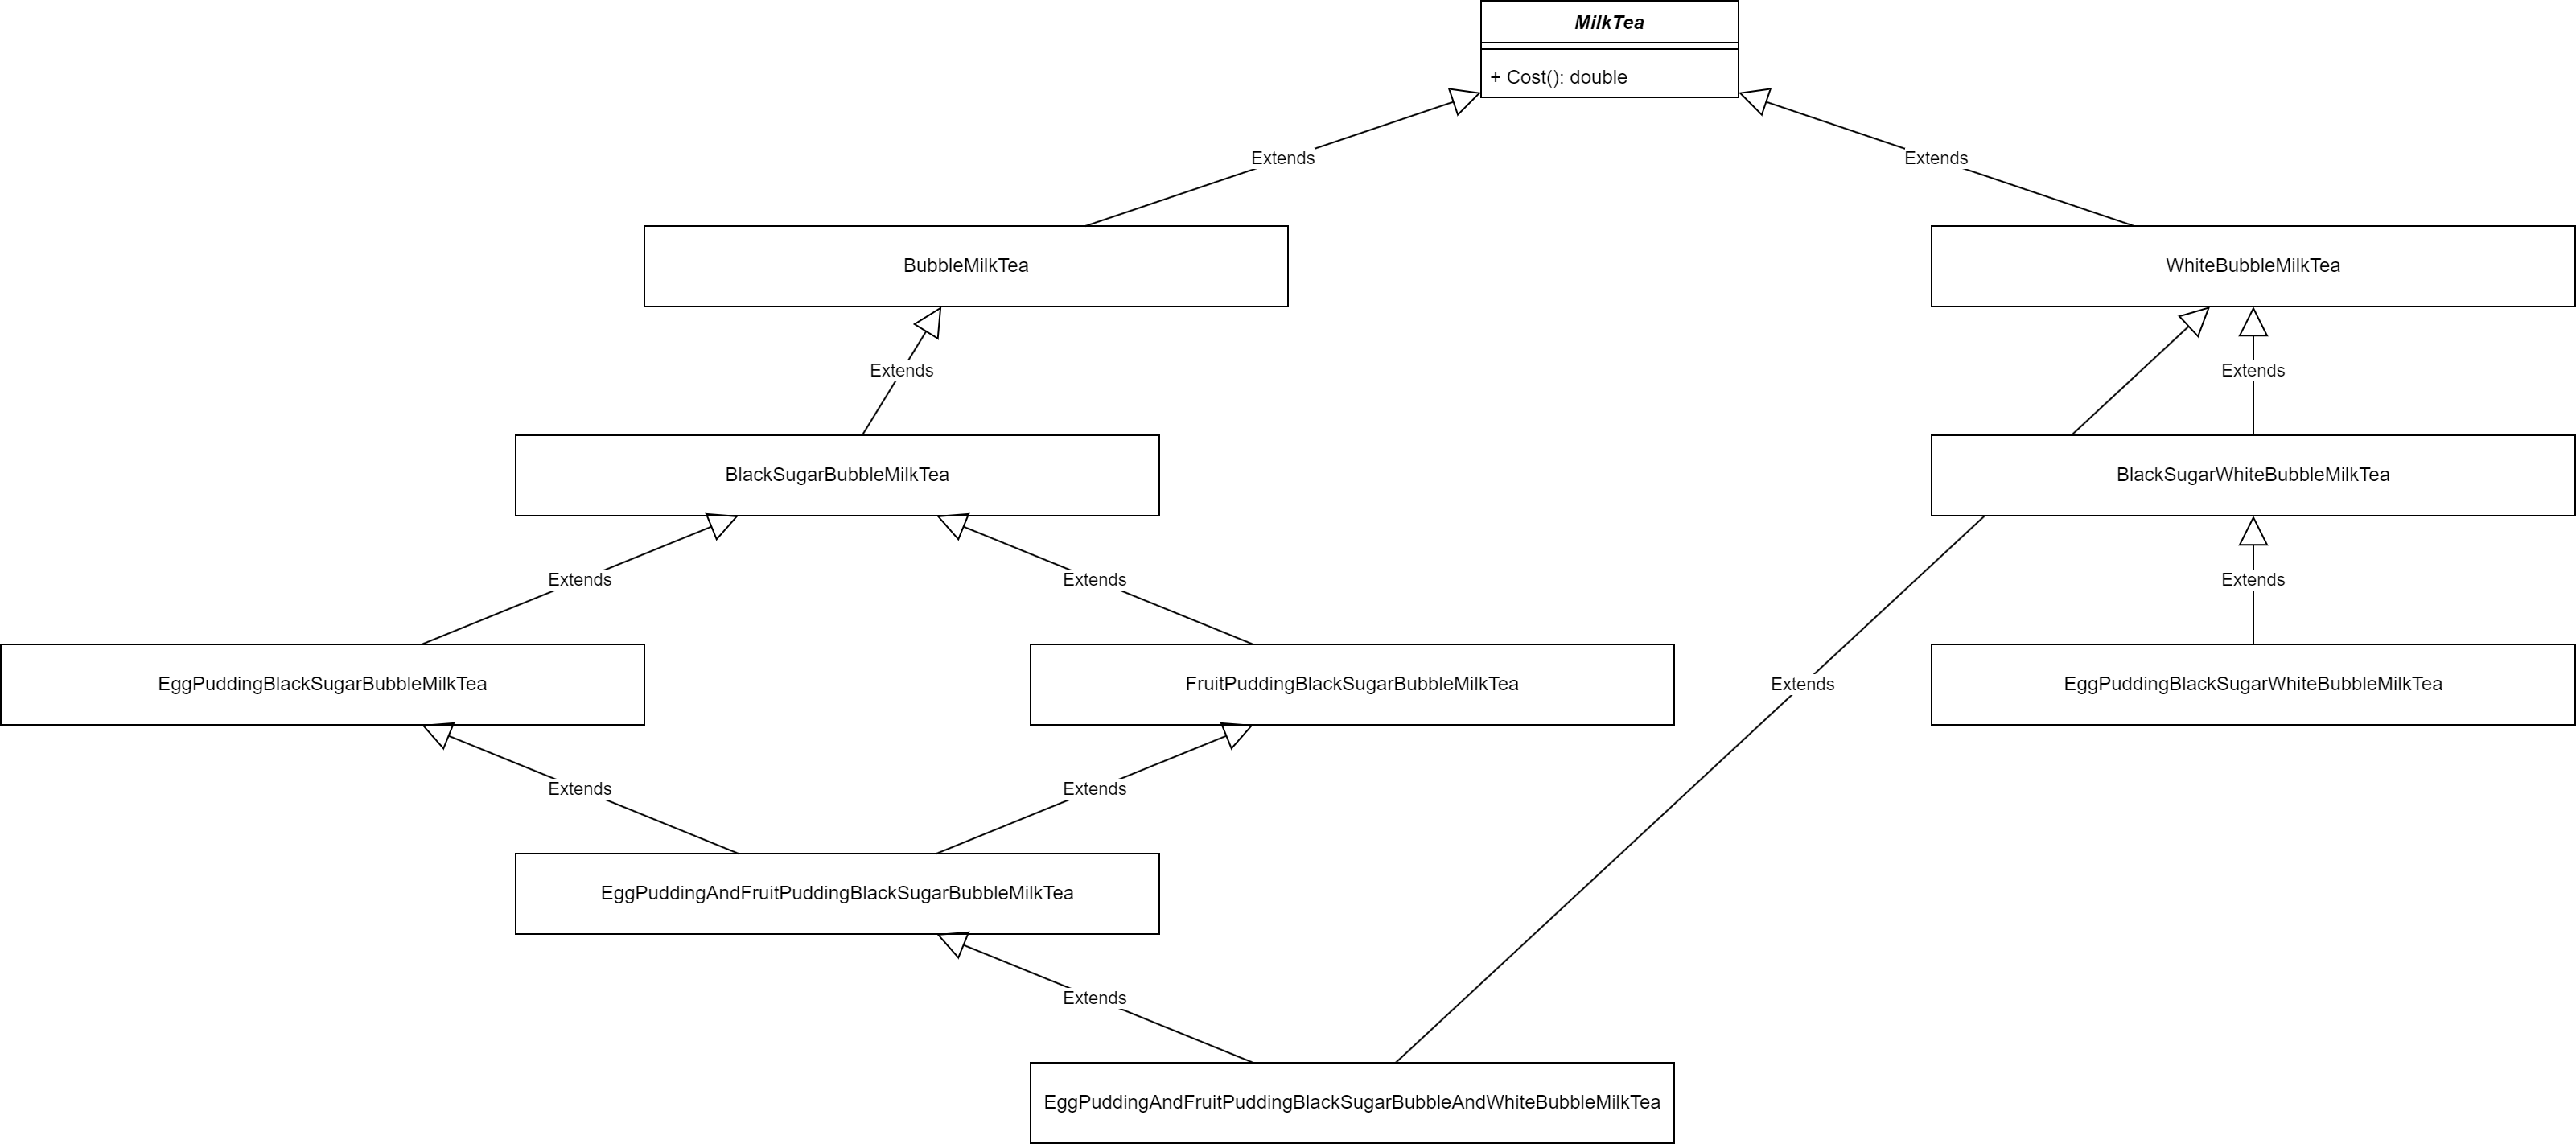 MilkTea
+ Cost(): double
Extends
Extends
BubbleMilkTea
WhiteBubbleMilkTea
Extends
Extends
BlackSugarBubbleMilkTea
BlackSugarWhiteBubbleMilkTea
Extends
Extends
Extends
EggPuddingBlackSugarBubbleMilkTea
FruitPuddingBlackSugarBubbleMilkTea
Extends
EggPuddingBlackSugarWhiteBubbleMilkTea
Extends
Extends
EggPuddingAndFruitPuddingBlackSugarBubbleMilkTea
Extends
EggPuddingAndFruitPuddingBlackSugarBubbleAndWhiteBubbleMilkTea